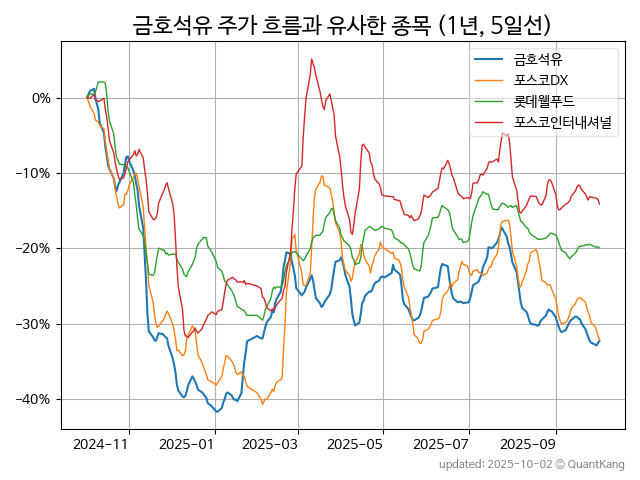 금호석유 주가 흐름과 유사한 종목 (1년, 5일선)
금호석유
포스코DX
롯데웰푸드
포스코인터내셔널
0%
−10%
−20%
−30%
−40%
2024-11 2025-01 2025-03 2025-05 2025-07 2025-09
updated: 2025-10-02 © QuantKang